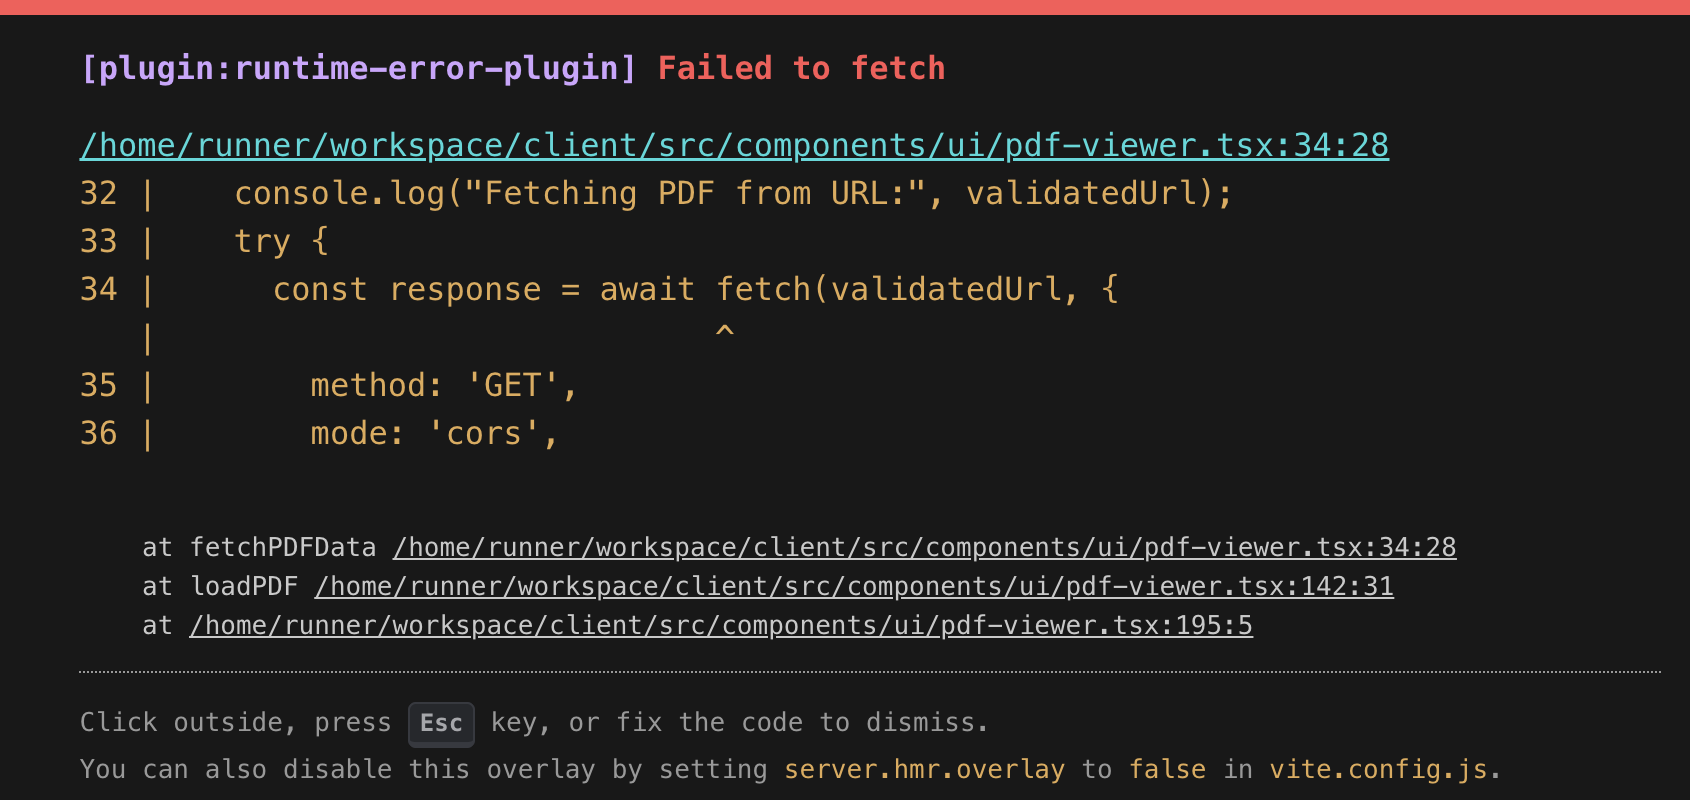 [plugin:runtime-error-plugin] Failed to fetch
/home/runner/workspace/client/src/components/ui/pdf-viewer.tsx:34:28
32 |    console.log("Fetching PDF from URL:", validatedUrl);
33 |    try {
34 |      const response = await fetch(validatedUrl, {
   |                             ^
35 |        method: 'GET',
36 |        mode: 'cors',
at fetchPDFData /home/runner/workspace/client/src/components/ui/pdf-viewer.tsx:34:28
at loadPDF /home/runner/workspace/client/src/components/ui/pdf-viewer.tsx:142:31
at /home/runner/workspace/client/src/components/ui/pdf-viewer.tsx:195:5
Click outside, press Esc key, or fix the code to dismiss.
You can also disable this overlay by setting server.hmr.overlay to false in vite.config.js.